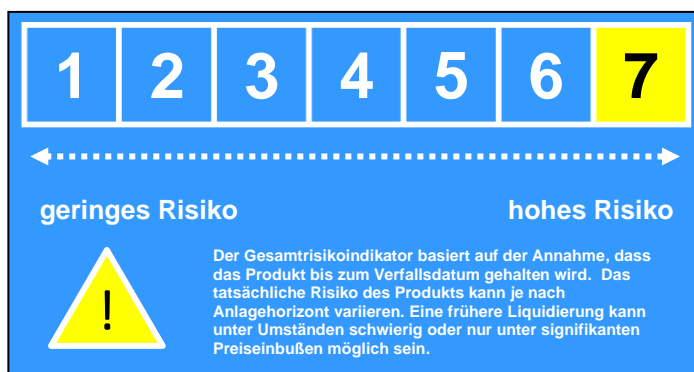 1 2 3 4 5 6 7
geringes Risiko hohes Risiko
!
Der Gesamtrisikoindikator basiert auf der Annahme, dass
das Produkt bis zum Verfallsdatum gehalten wird. Das
tatsächliche Risiko des Produkts kann je nach
Anlagehorizont variieren. Eine frühere Liquidierung kann
unter Umständen schwierig oder nur unter signifikanten
Preiseinbußen möglich sein.